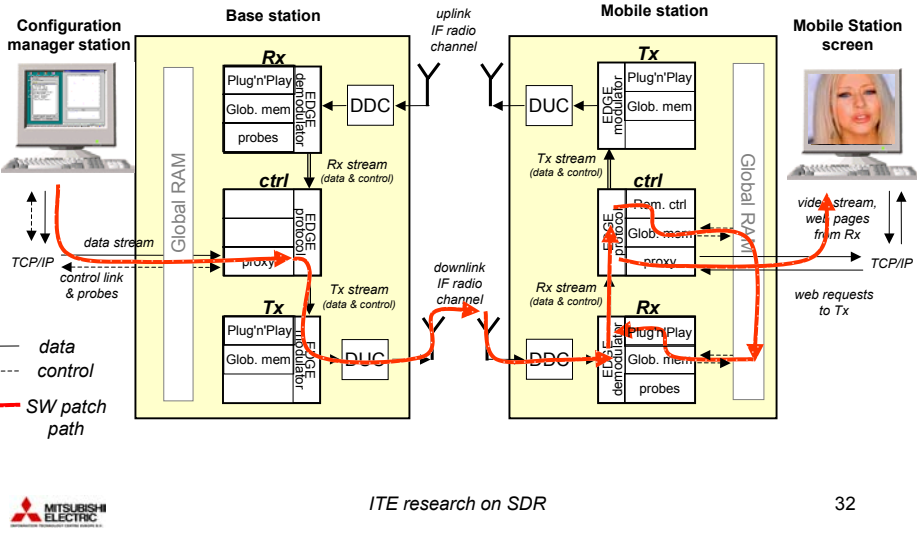 Configuration
manager station
Base station
uplink
IF radio
channel
Mobile station
Mobile Station
screen
Rx
Plug'n'Play
Glob. mem
probes
EDGE
demodulator
DDC
Tx
Plug'n'Play
Glob. mem
EDGE
modulator
DUC
Global RAM
Rx stream
(data & control)
ctrl
proxy
EDGE
protocol
Tx stream
(data & control)
ctrl
Rem. ctrl
Glob. mem
proxy
EDGE
protocol
Global RAM
video stream,
web pages
from Rx
TCP/IP
data stream
control link
& probes
TCP/IP
web requests
to Tx
Tx stream
(data & control)
downlink
IF radio
channel
Rx stream
(data & control)
Tx
Plug'n'Play
Glob. mem
EDGE
modulator
DUC
Rx
Plug'n'Play
Glob. mem
probes
EDGE
demodulator
DDC
data
control
SW patch
path
MITSUBISHI
ELECTRIC
ITE research on SDR
32